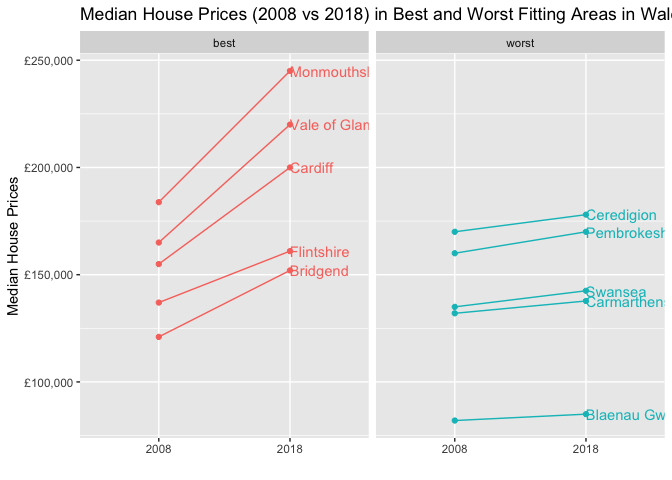 Median House Prices (2008 vs 2018) in Best and Worst Fitting Areas in Wal
best
worst
£250,000
£200,000
£150,000
£100,000
Median House Prices
Monmouths
Vale of Glam
Cardiff
Flintshire
Bridgend
Ceredigion
Pembrokesh
Swansea
Carmarthens
Blaenau Gw
2008
2018
2008
2018